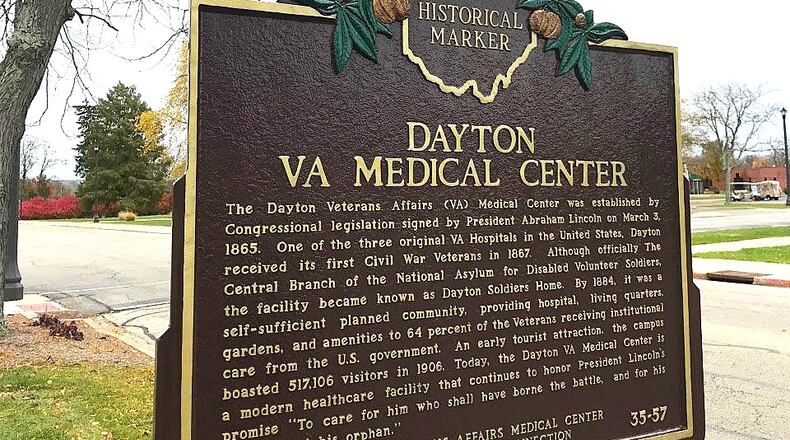 HISTORICAL
MARKER
DAYTON
VA MEDICAL CENTER
The Dayton Veterans Affairs (VA) Medical Center was established by
Congressional legislation signed by President Abraham Lincoln on March 3,
1865. One of the three original VA Hospitals in the United States, Dayton
received its first Civil War Veterans in 1867. Although officially The
Central Branch of the National Asylum for Disabled Volunteer Soldiers,
the facility became known as Dayton Soldiers Home. By 1884, it was a
self-sufficient planned community, providing hospital, living quarters,
gardens, and amenities to 64 percent of the Veterans receiving institutional
care from the U.S. government. An early tourist attraction, the campus
boasted 517,106 visitors in 1906. Today, the Dayton VA Medical Center is
a modern healthcare facility that continues to honor President Lincoln's
promise "To care for him who shall have borne the battle, and for his
his orphan."
AFFAIRS MEDICAL CENTER
35-57